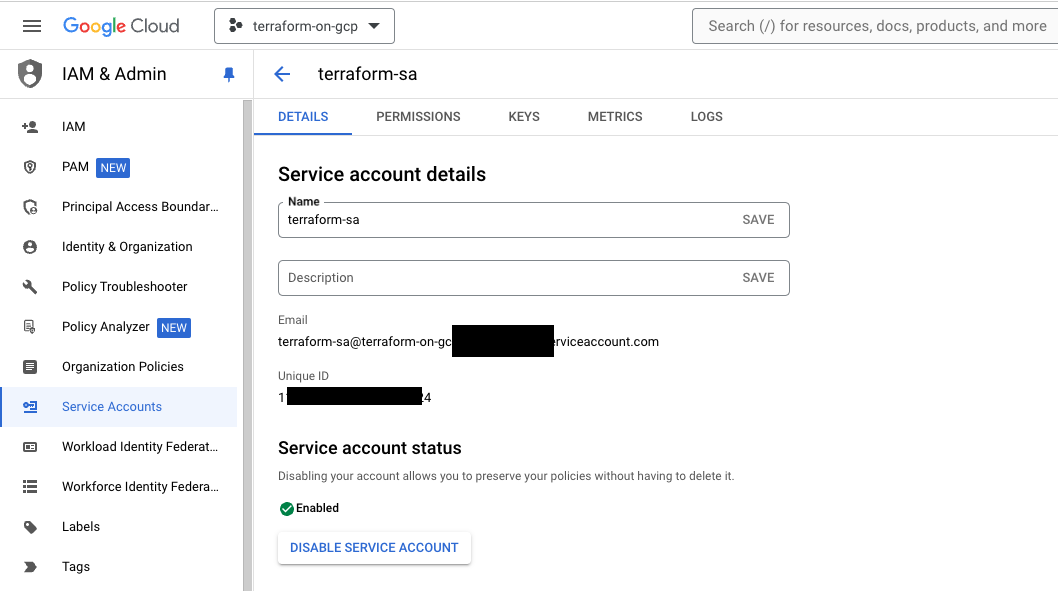 Google Cloud
terraform-on-gcp
Search (/) for resources, docs, products, and more
IAM & Admin
terraform-sa
DETAILS
PERMISSIONS
KEYS
METRICS
LOGS
IAM
PAM NEW
Principal Access Boundar...
Identity & Organization
Policy Troubleshooter
Policy Analyzer NEW
Organization Policies
Service Accounts
Workload Identity Federat...
Workforce Identity Federa...
Labels
Tags
Service account details
Name
terraform-sa SAVE
Description SAVE
Email
terraform-sa@terraform-on-gc erviceaccount.com
Unique ID
1 24
Service account status
Disabling your account allows you to preserve your policies without having to delete it.
Enabled
DISABLE SERVICE ACCOUNT